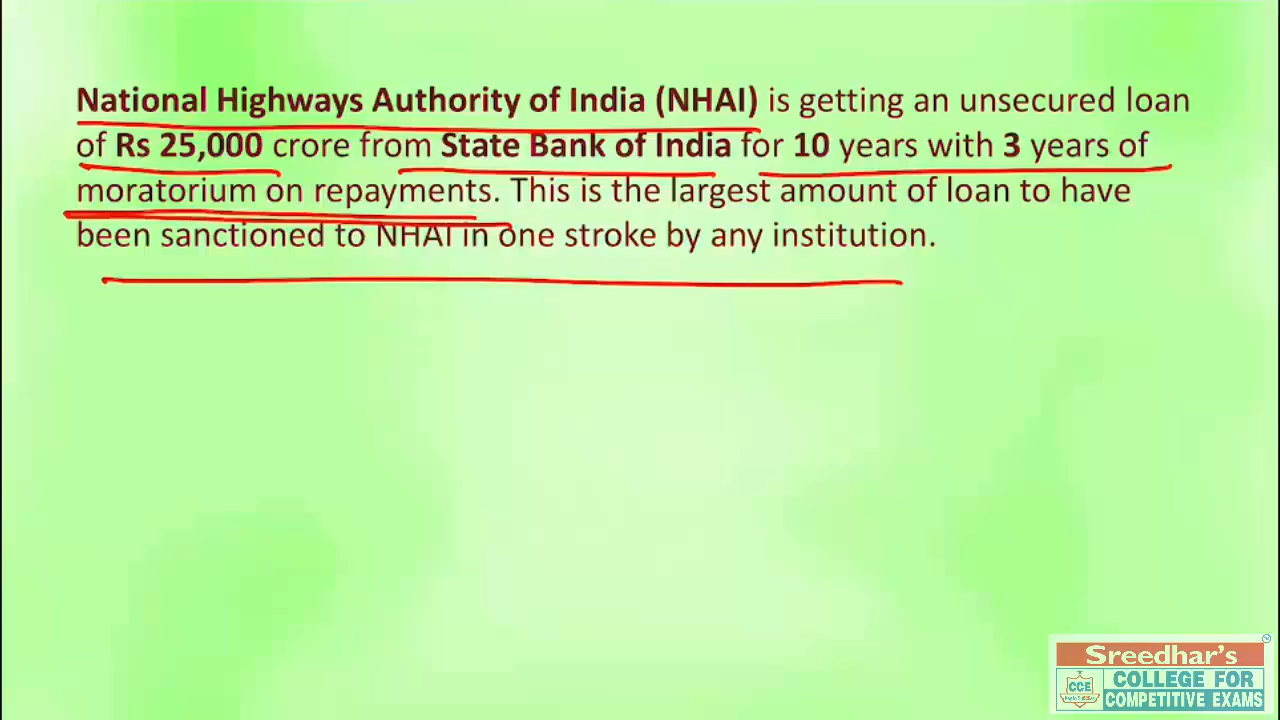 National Highways Authority of India (NHAI) is getting an unsecured loan
of Rs 25,000 crore from State Bank of India for 10 years with 3 years of
moratorium on repayments. This is the largest amount of loan to have
been sanctioned to NHAI in one stroke by any institution.
Sreedhar's
CCE
COLLEGE FOR
COMPETITIVE EXAMS